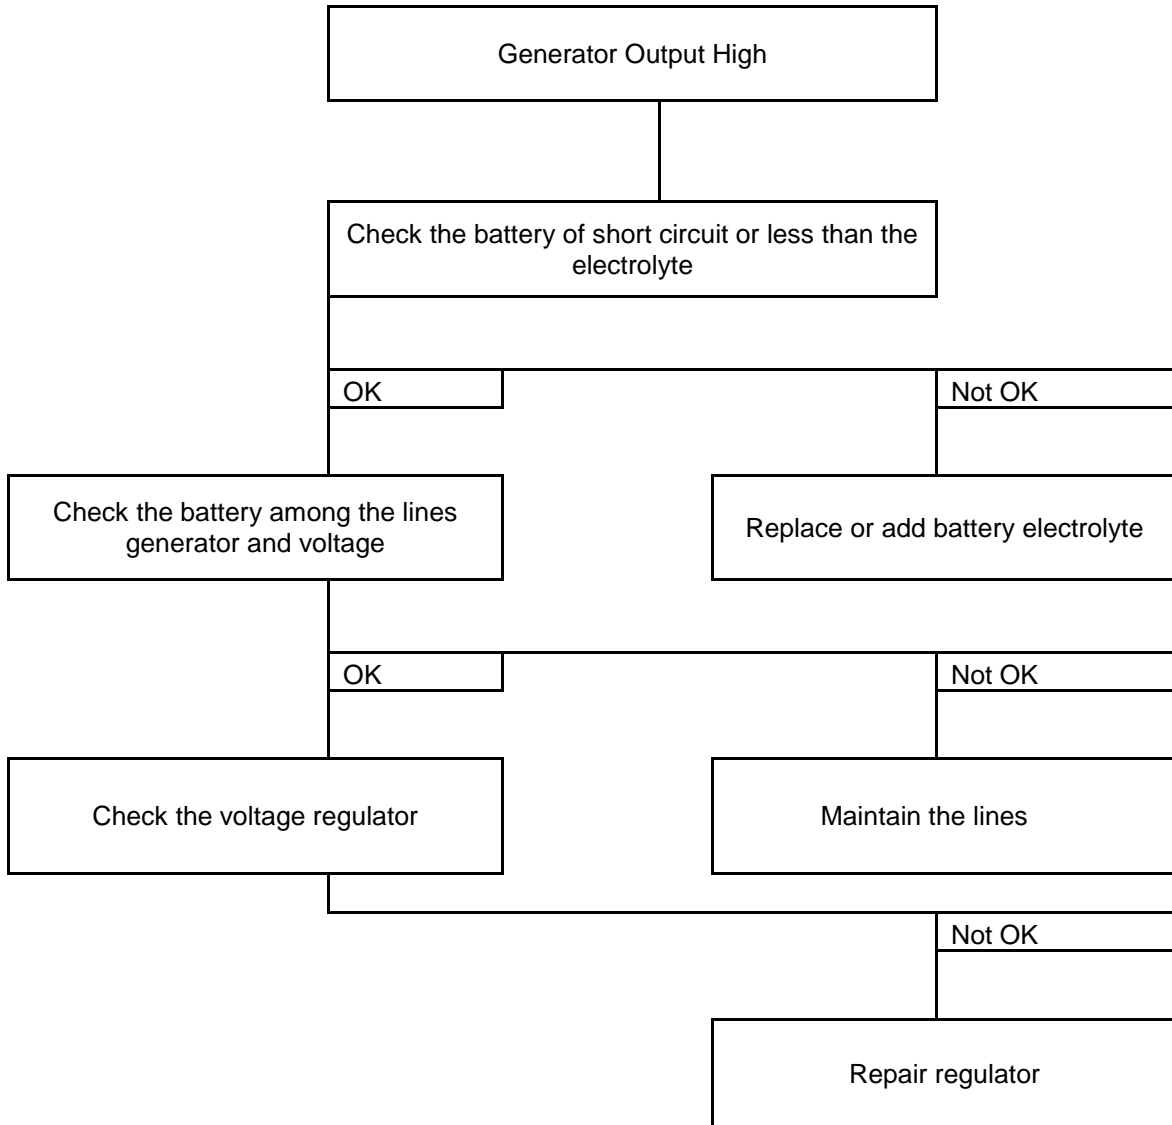 Generator Output High
Check the battery of short circuit or less than the
electrolyte
OK
Not OK
Check the battery among the lines
generator and voltage
Replace or add battery electrolyte
OK
Not OK
Check the voltage regulator
Maintain the lines
Not OK
Repair regulator